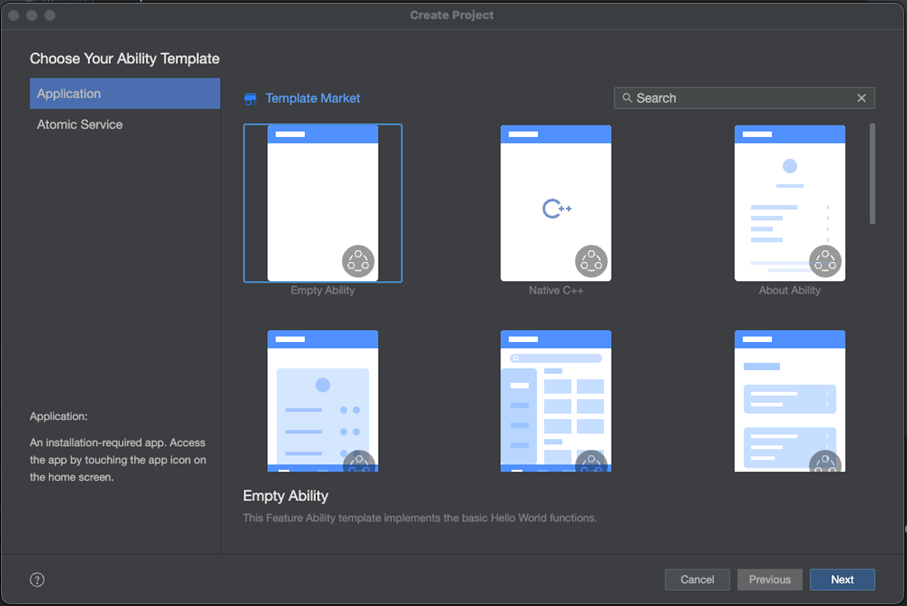 Create Project
Choose Your Ability Template
Application
Atomic Service
Template Market
Search
C++
Empty Ability
Native C++
About Ability
Application:
An installation-required app. Access
the app by touching the app icon on
the home screen.
Empty Ability
This Feature Ability template implements the basic Hello World functions.
?
Cancel
Previous
Next